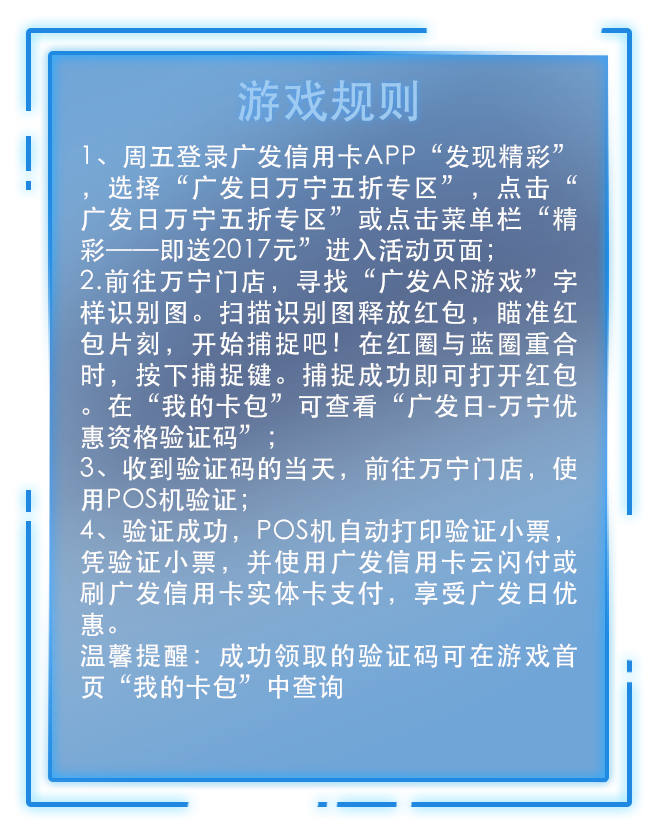 游戏规则
1、周五登录广发信用卡APP“发现精彩”
，选择“广发日万宁五折专区”，点击“
广发日万宁五折专区”或点击菜单栏“精
彩——即送2017元”进入活动页面；
2.前往万宁门店，寻找“广发AR游戏”字
样识别图。扫描识别图释放红包，瞄准红
包片刻，开始捕捉吧！在红圈与蓝圈重合
时，按下捕捉键。捕捉成功即可打开红包
。在“我的卡包”可查看“广发日-万宁优
惠资格验证码”；
3、收到验证码的当天，前往万宁门店，使
用POS机验证；
4、验证成功，POS机自动打印验证小票，
凭验证小票，并使用广发信用卡云闪付或
刷广发信用卡实体卡支付，享受广发日优
惠。
温馨提醒：成功领取的验证码可在游戏首
页“我的卡包”中查询